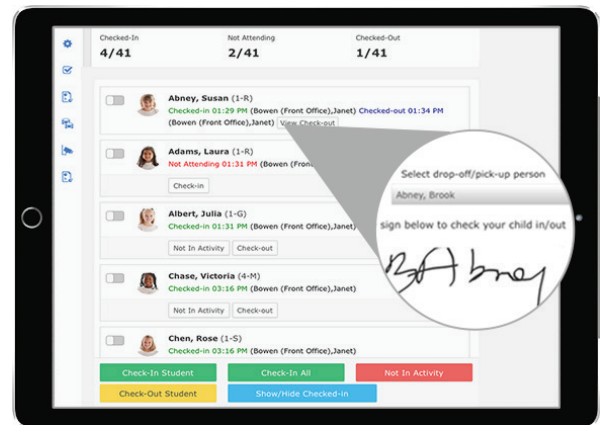 Checked-In
Not Attending
Checked-Out
4/41
2/41
1/41
Abney, Susan (1-R)
Checked-in 01:29 PM (Bowen (Front Office),Janet) Checked-out 01:34 PM
(Bowen (Front Office),Janet) View Check-out
Adams, Laura (1-R)
Not Attending 01:31 PM (Bowen (Fron
Check-in
Albert, Julia (1-G)
Checked-in 01:31 PM (Bowen (Front Office),Janet)
Not In Activity
Check-out
Chase, Victoria (4-M)
Checked-in 03:16 PM (Bowen (Front Office),Janet)
Not In Activity
Check-out
Chen, Rose (1-S)
Checked-in 03:16 PM (Bowen (Front Office),Janet)
Check-In Student
Check-In All
Not In Activity
Check-Out Student
Show/Hide Checked-in
Select drop-off/pick-up person
Abney, Brook
sign below to check your child in/out
BAbney